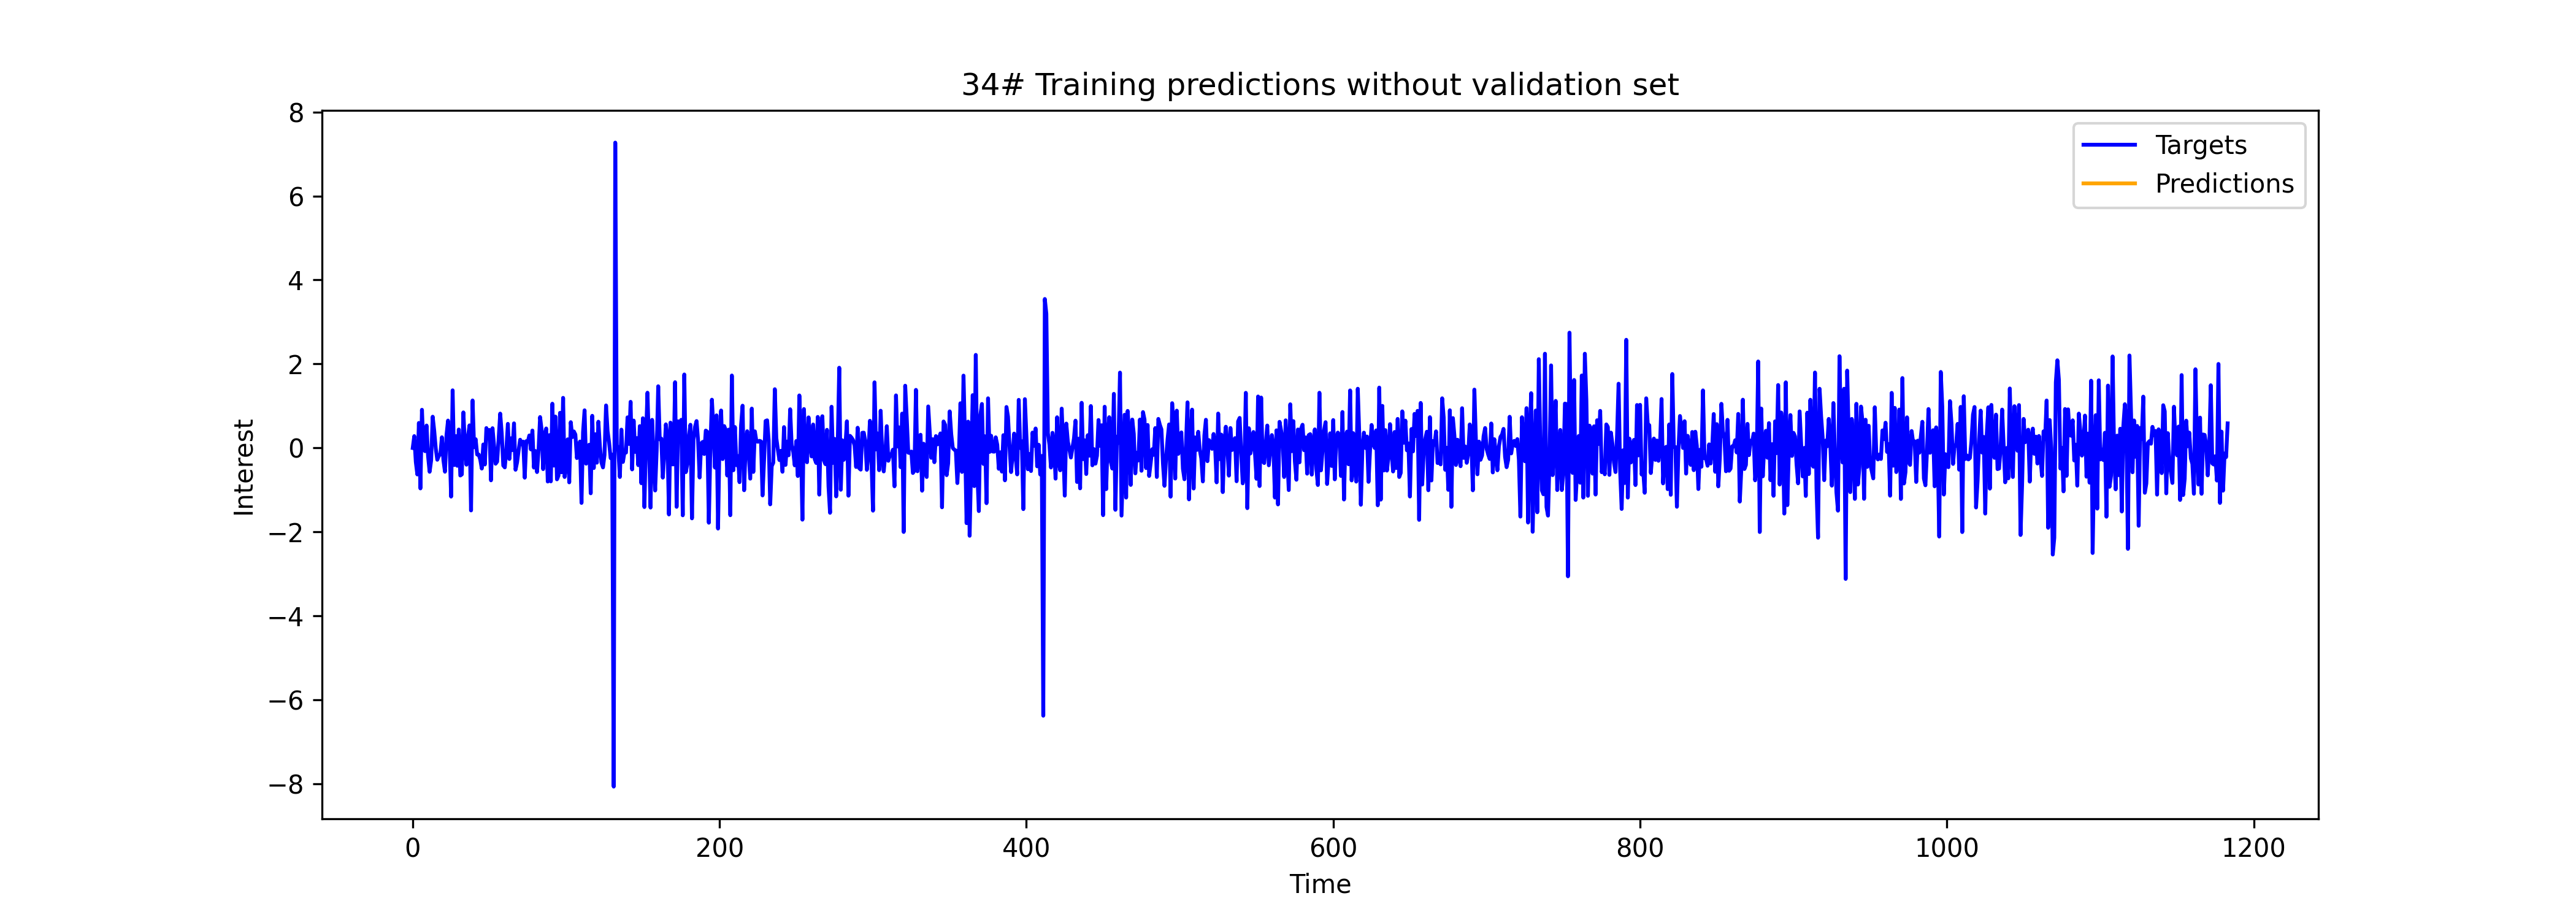 34# Training predictions without validation set
8
6
4
2
0
−2
−4
−6
−8
Interest
Targets
Predictions
0 200 400 600 800 1000 1200
Time